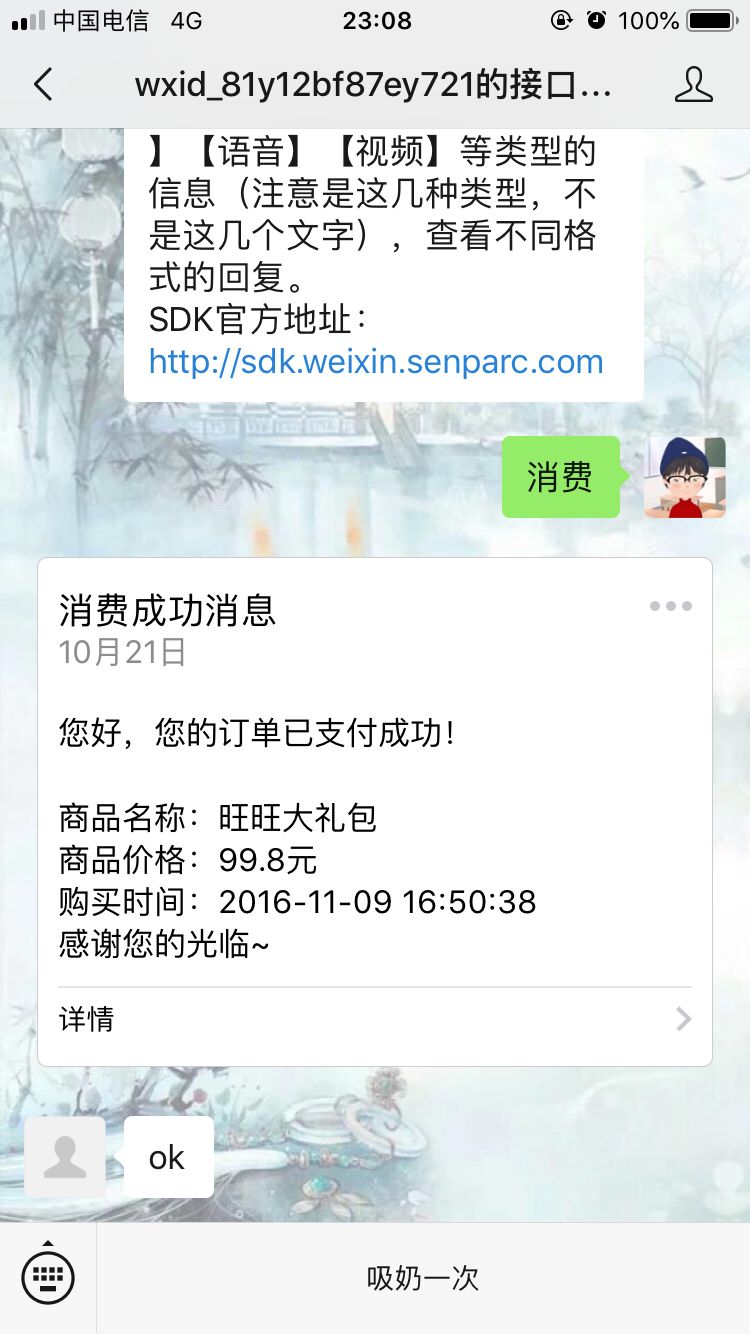 中国电信 4G 23:08 100%
wxid_81y12bf87ey721的接口...
】【语音】【视频】等类型的
信息（注意是这几种类型，不
是这几个文字），查看不同格
式的回复。
SDK官方地址：
http://sdk.weixin.senparc.com
消费
消费成功消息
10月21日
您好，您的订单已支付成功！
商品名称：旺旺大礼包
商品价格：99.8元
购买时间：2016-11-09 16:50:38
感谢您的光临~
详情
ok
吸奶一次